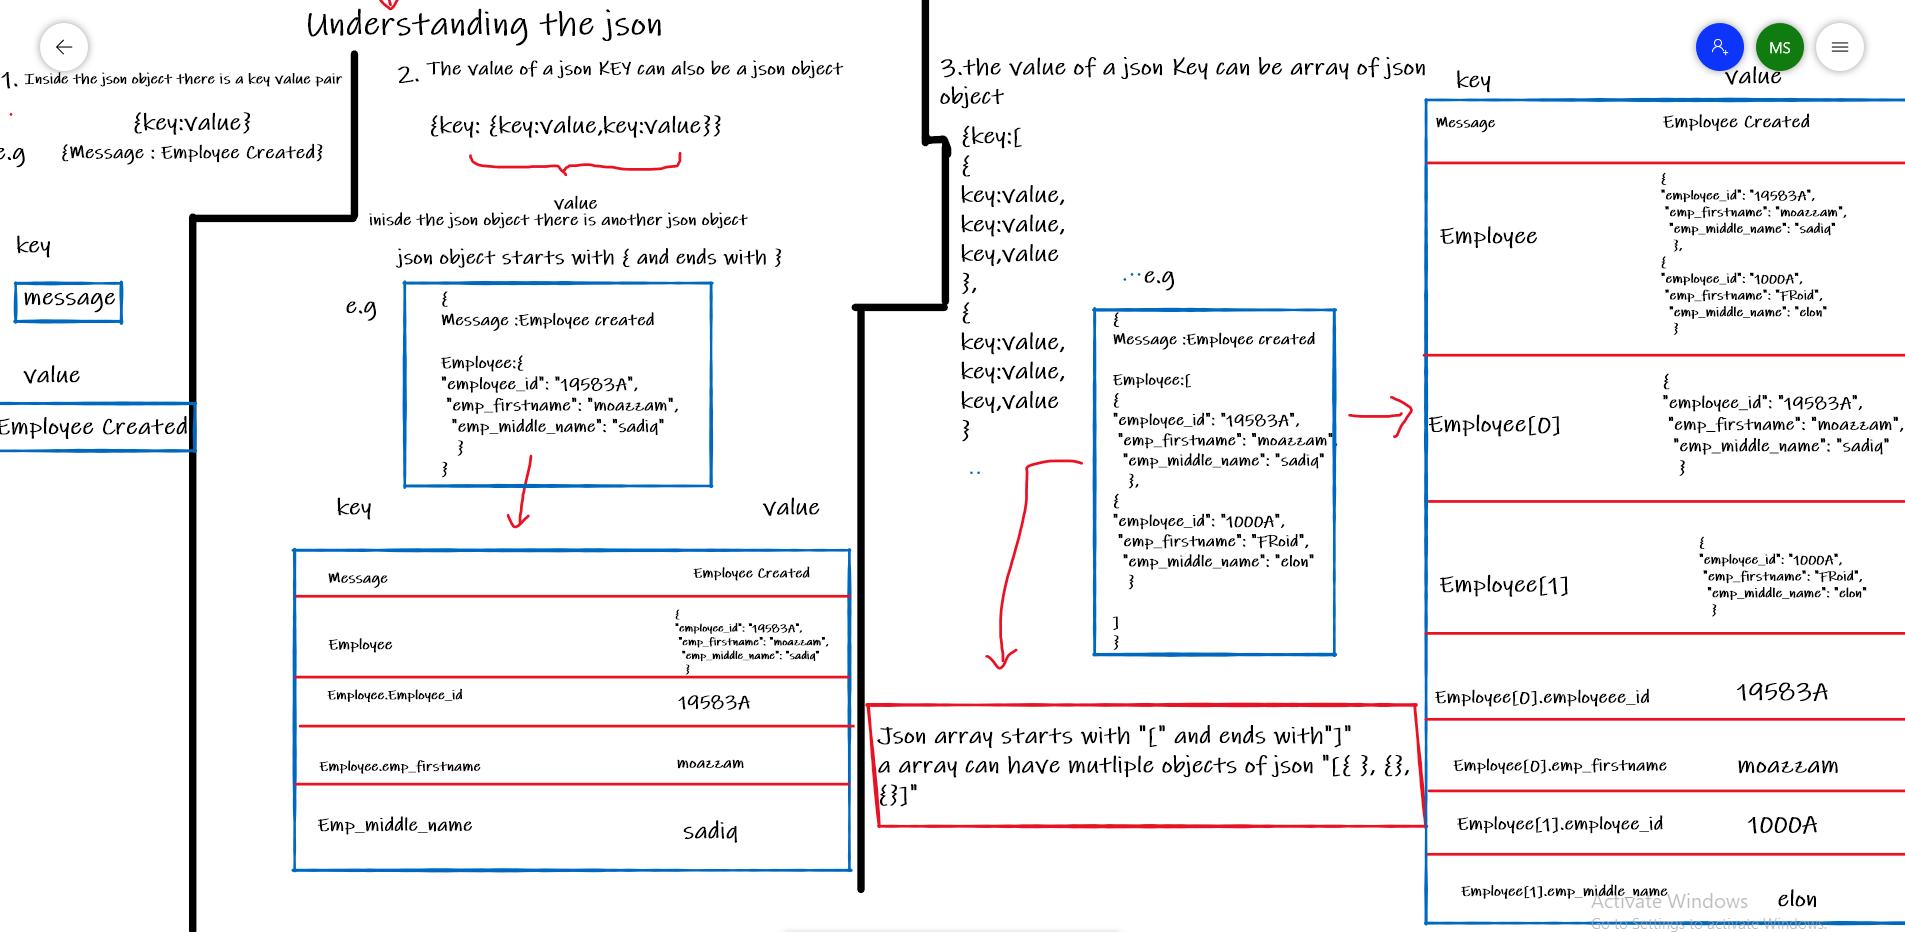 Understanding the json
1. Inside the json object there is a key value pair
{key:value}
e.g {Message : Employee Created}
key
message
value
Employee Created
2. The value of a json KEY can also be a json object
{key: {key:value,key:value}}
value
inisde the json object there is another json object
json object starts with { and ends with }
e.g
{
Message :Employee created
Employee:{
"employee_id": "19583A",
"emp_firstname": "moazzam",
"emp_middle_name": "sadiq"
}
}
key value
Message Employee Created
Employee
{
"employee_id": "19583A",
"emp_firstname": "moazzam",
"emp_middle_name": "sadiq"
}
Employee.Employee_id 19583A
Employee.emp_firstname moazzam
Emp_middle_name sadiq
3.the value of a json Key can be array of json
object
{key:[
{
key:value,
key:value,
key,value
},
{
key:value,
key:value,
key,value
}
e.g
{
Message :Employee created
Employee:[
{
"employee_id": "19583A",
"emp_firstname": "moazzam"
"emp_middle_name": "sadiq"
},
{
"employee_id": "1000A",
"emp_firstname": "FRoid",
"emp_middle_name": "elon"
}
]
}
Json array starts with "[" and ends with"]"
a array can have mutliple objects of json "[{ }, {},
{}]"
MS
key value
Message Employee Created
Employee
{
"employee_id": "19583A",
"emp_firstname": "moazzam",
"emp_middle_name": "sadiq"
},
{
"employee_id": "1000A",
"emp_firstname": "FRoid",
"emp_middle_name": "elon"
}
Employee[0]
{
"employee_id": "19583A",
"emp_firstname": "moazzam",
"emp_middle_name": "sadiq"
}
Employee[1]
{
"employee_id": "1000A",
"emp_firstname": "FRoid",
"emp_middle_name": "elon"
}
Employee[0].employeee_id 19583A
Employee[0].emp_firstname moazzam
Employee[1].employee_id 1000A
Employee[1].emp_middle_name elon
Activate Windows
Go to Settings to activate Windows.